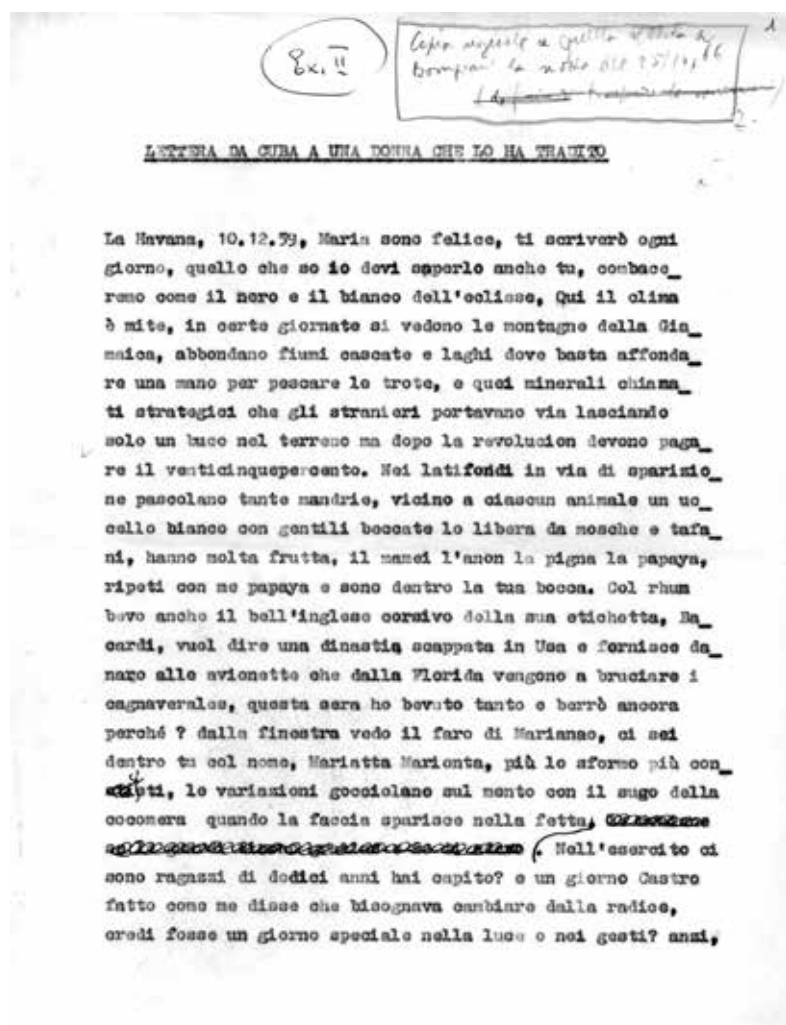 1
Ex. II
Copia uguale a quella
Bompiani la notte del 25/10/66
2.
LETTERA DA CUBA A UNA DONNA CHE LO HA TRADITO
La Havana, 10.12.59, Maria sono felice, ti scriverò ogni
giorno, quello che so io devi saperlo anche tu, combace_
remo come il nero e il bianco dell'eclisse, Qui il clima
è mite, in certe giornate si vedono le montagne della Gia_
maica, abbondano fiumi cascate e laghi dove basta affonda_
re una mano per pescare le trote, e quei minerali chiama_
ti strategici che gli stranieri portavano via lasciando
solo un buco nel terreno ma dopo la revolucion devono paga_
re il venticinquepercento. Nei latifondi in via di sparizio_
ne pascolano tante mandrie, vicino a ciascun animale un uc_
cello bianco con gentili beccate lo libera da mosche e tafa_
ni, hanno molta frutta, il mamei l'anon la pigna la papaya,
ripeti con me papaya e sono dentro la tua bocca. Col rhum
bevo anche il bell'inglese corsivo della sua etichetta, Ba_
cardi, vuol dire una dinastia scappata in Usa e fornisce da_
naro alle avionette che dalla Florida vengono a bruciare i
cagnaverales, questa sera ho bevuto tanto e berrò ancora
perché ? dalla finestra vedo il faro di Marianao, ci sei
dentro tu col nome, Mariatta Marionta, più lo sformo più con_
sti, le variazioni gocciolano sul mento con il sugo della
cocomera quando la faccia sparisce nella fetta
. Nell'esercito ci
sono ragazzi di dodici anni hai capito? e un giorno Castro
fatto come me disse che bisognava cambiare dalla radice,
credi fosse un giorno speciale nella luce o nei gesti? anzi,